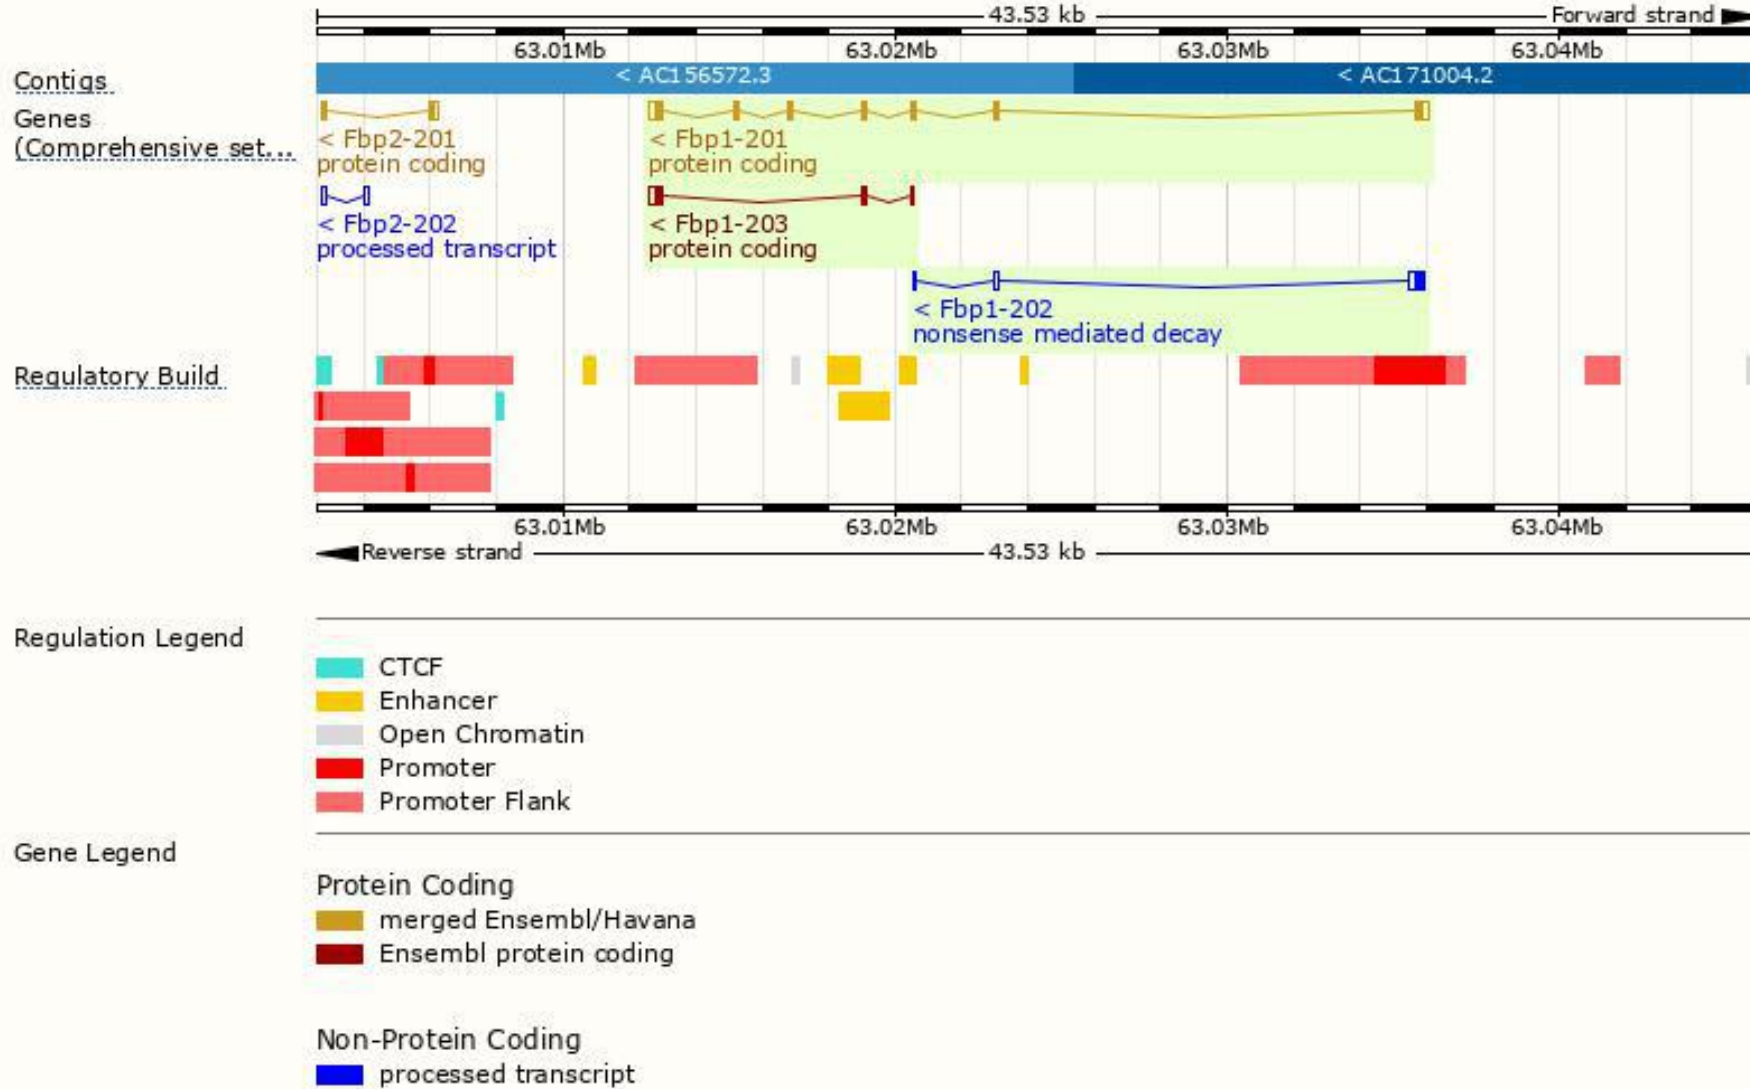 43.53 kb Forward strand
63.01Mb 63.02Mb 63.03Mb 63.04Mb
Contigs < AC156572.3 < AC171004.2
Genes
(Comprehensive set...
< Fbp2-201 < Fbp1-201
protein coding protein coding
< Fbp2-202 < Fbp1-203
processed transcript protein coding
< Fbp1-202
nonsense mediated decay
Regulatory Build
63.01Mb 63.02Mb 63.03Mb 63.04Mb
Reverse strand 43.53 kb
Regulation Legend
CTCF
Enhancer
Open Chromatin
Promoter
Promoter Flank
Gene Legend
Protein Coding
merged Ensembl/Havana
Ensembl protein coding
Non-Protein Coding
processed transcript